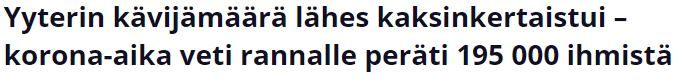 Yyterin kävijämäärä lähes kaksinkertaistui –
korona-aika veti rannalle peräti 195 000 ihmistä